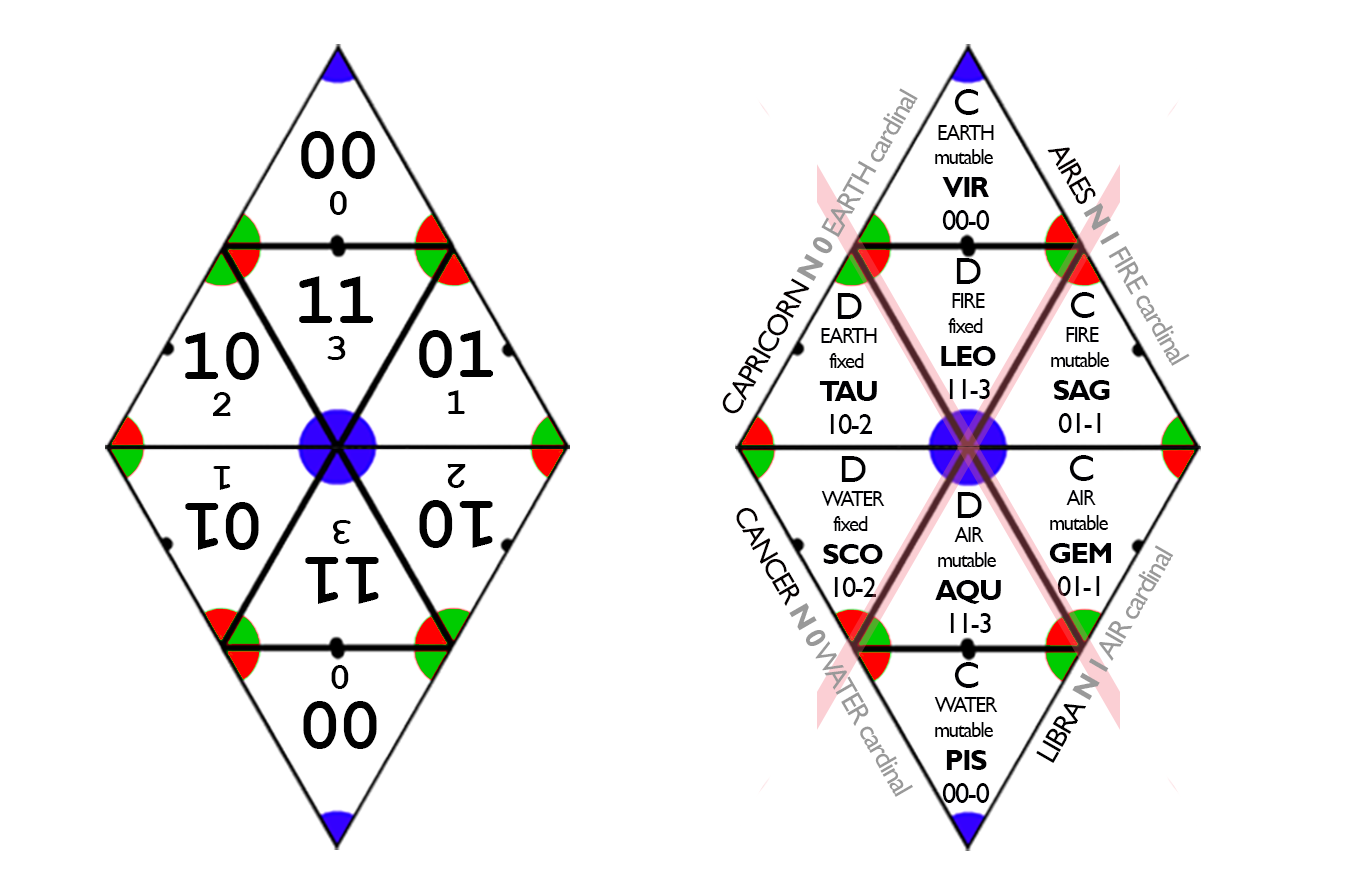 00
0
11
3
10
2
01
1
1
01
3
11
2
10
0
00
CAPRICORN N 0 EARTH cardinal
AIRES N 1 FIRE cardinal
C
EARTH
mutable
VIR
00-0
D
EARTH
fixed
TAU
10-2
D
FIRE
fixed
LEO
11-3
C
FIRE
mutable
SAG
01-1
D
WATER
fixed
SCO
10-2
D
AIR
mutable
AQU
11-3
C
AIR
mutable
GEM
01-1
C
WATER
mutable
PIS
00-0
CANCER N 0 WATER cardinal
LIBRA N 1 AIR cardinal